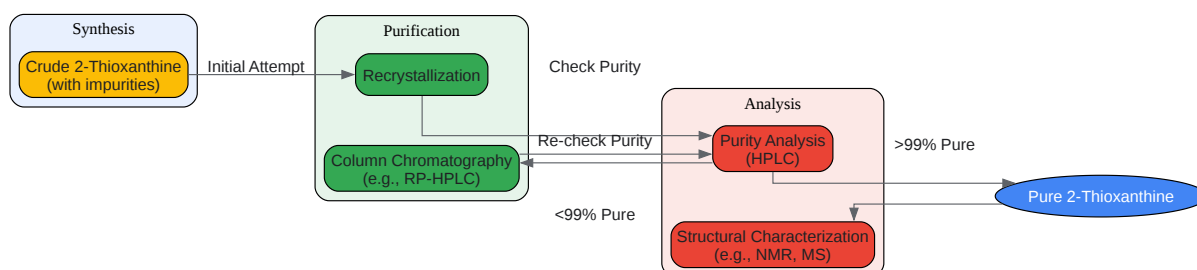 Synthesis
Crude 2-Thioxanthine
(with impurities)
Initial Attempt
Purification
Recrystallization
Column Chromatography
(e.g., RP-HPLC)
Check Purity
Re-check Purity
<99% Pure
Analysis
Purity Analysis
(HPLC)
Structural Characterization
(e.g., NMR, MS)
>99% Pure
Pure 2-Thioxanthine